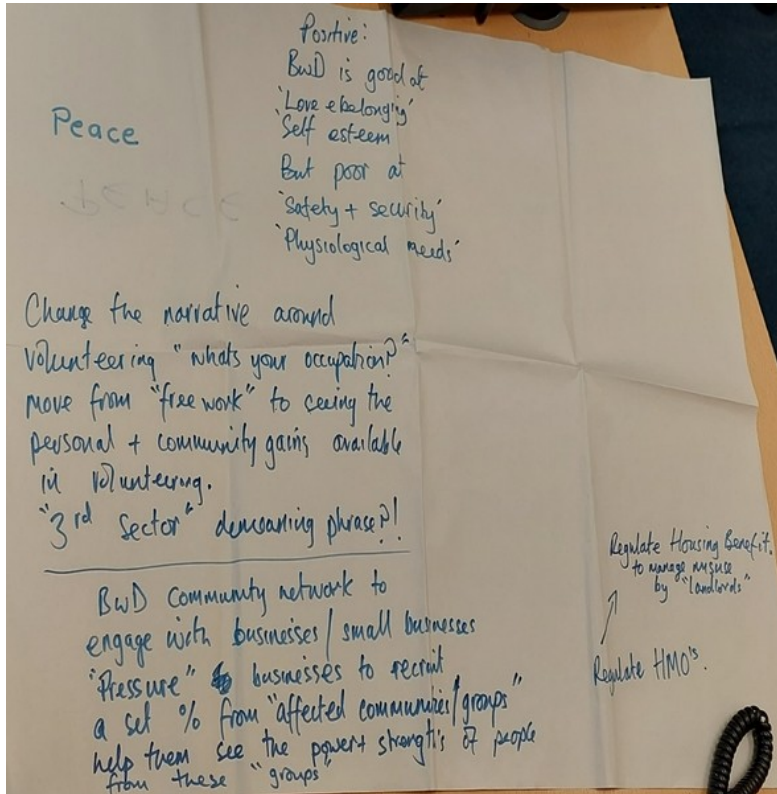 Peace
Positive:
BwD is good at
'Love & belonging'
'Self esteem
But poor at
'Safety + security'
'Physiological needs'
Change the narrative around
volunteering "whats your occupation?"
move from "free work" to seeing the
personal + community gains available
in volunteering.
"3rd sector" demeaning phrase?!
BwD community network to
engage with businesses / small businesses
"Pressure" businesses to recruit
a set % from "affected communities/groups"
help them see the power + strengths of people
from these "groups"
Regulate Housing Benefit.
to manage misuse
by "landlords"
Regulate HMO's.